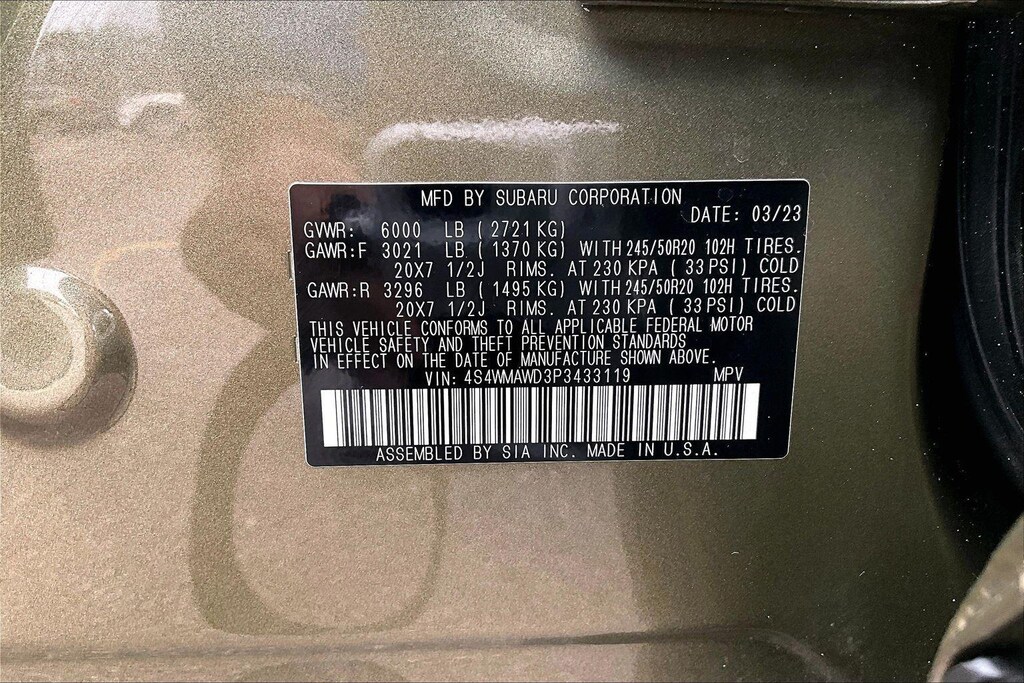 MFD BY SUBARU CORPORATION
DATE: 03/23
GVWR: 6000 LB (2721 KG)
GAWR:F 3021 LB (1370 KG) WITH 245/50R20 102H TIRES.
20X7 1/2J RIMS. AT 230 KPA (33 PSI) COLD
GAWR:R 3296 LB (1495 KG) WITH 245/50R20 102H TIRES.
20X7 1/2J RIMS. AT 230 KPA (33 PSI) COLD
THIS VEHICLE CONFORMS TO ALL APPLICABLE FEDERAL MOTOR
VEHICLE SAFETY AND THEFT PREVENTION STANDARDS
IN EFFECT ON THE DATE OF MANUFACTURE SHOWN ABOVE.
VIN: 4S4WMAWD3P3433119 MPV
ASSEMBLED BY SIA INC. MADE IN U.S.A.